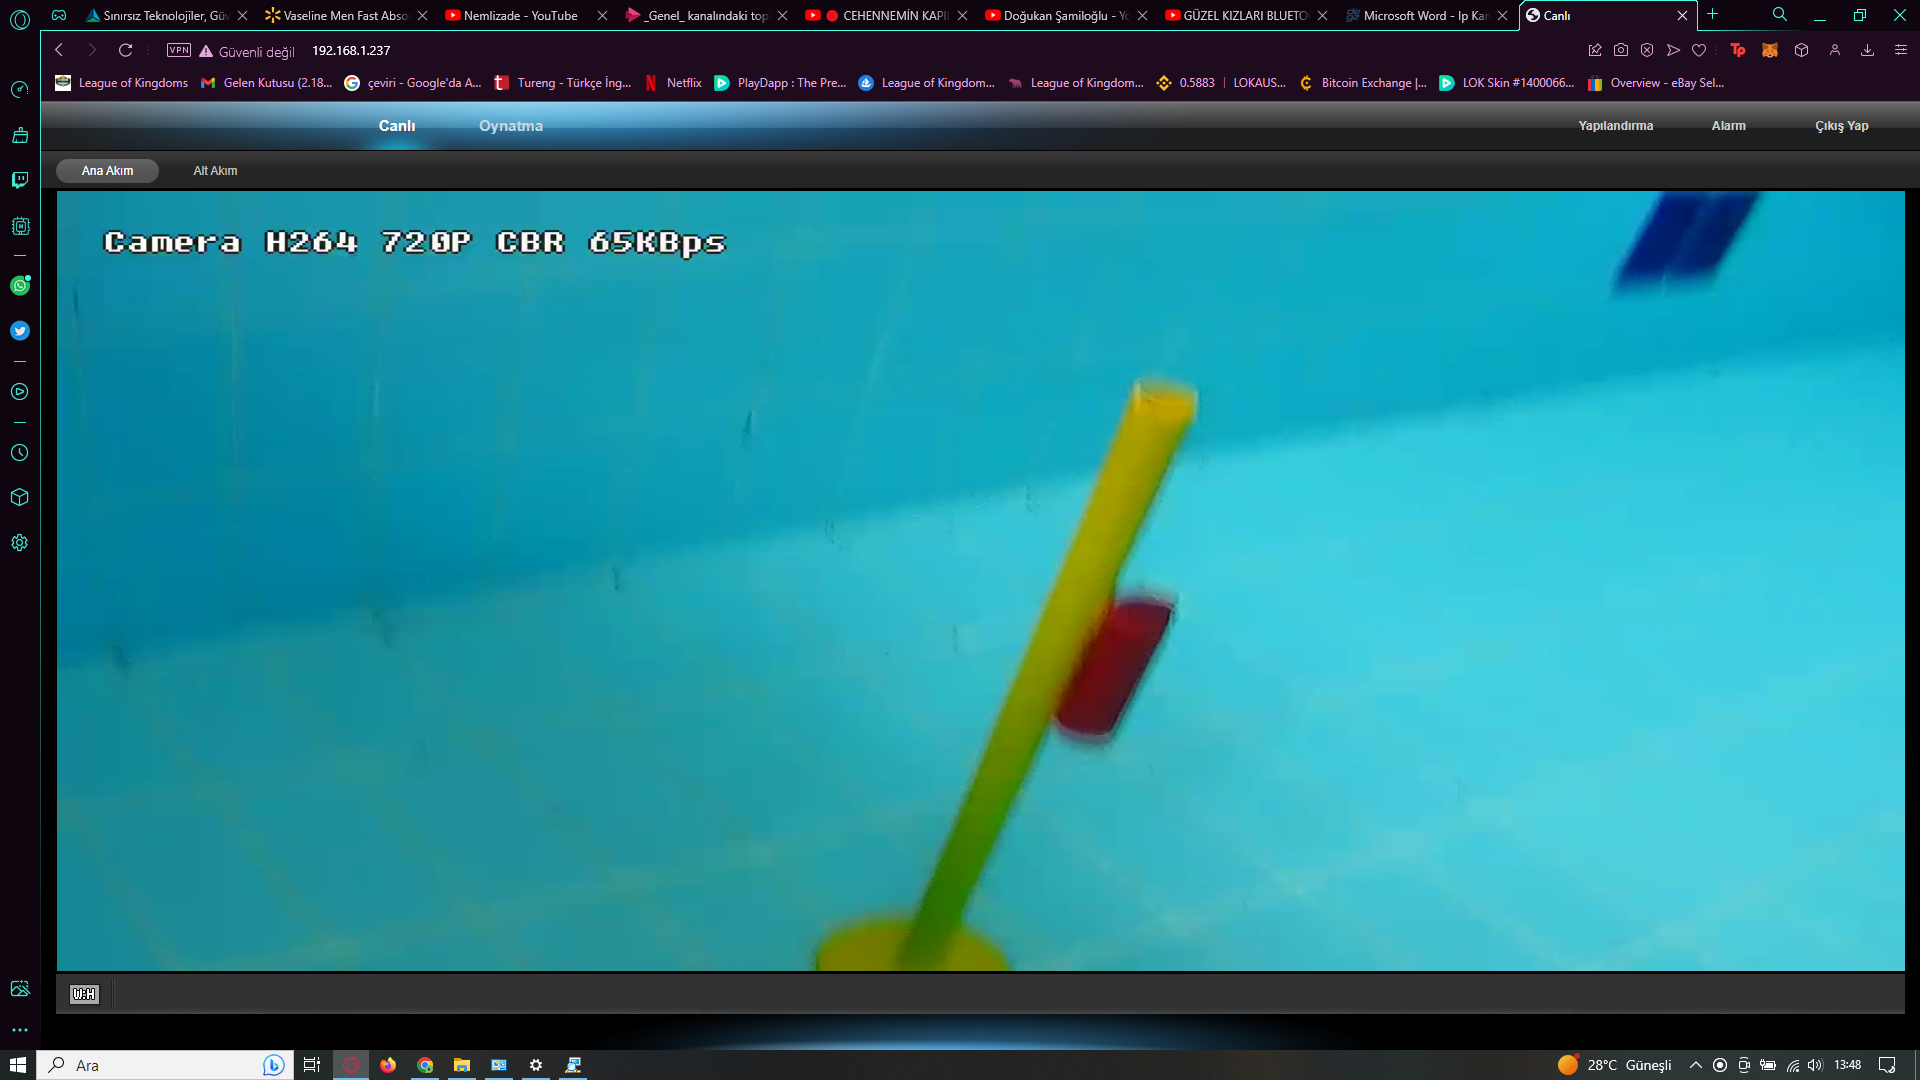 Sınırsız Teknolojiler, Güv
Vaseline Men Fast Abso
Nemlizade - YouTube
_Genel_ kanalındaki top
CEHENNEMİN KAPI
Doğukan Şamiloğlu - Yo
GÜZEL KIZLARI BLUETO
Microsoft Word - Ip Kar
Canlı
VPN
Güvenli değil
192.168.1.237
League of Kingdoms
Gelen Kutusu (2.18...
çeviri - Google'da A...
Tureng - Türkçe İng...
Netflix
PlayDapp : The Pre...
League of Kingdom...
League of Kingdom...
0.5883 | LOKAUS...
Bitcoin Exchange |...
LOK Skin #1400066...
Overview - eBay Sel...
Canlı
Oynatma
Yapılandırma
Alarm
Çıkış Yap
Ana Akım
Alt Akım
Camera H264 720P CBR 65KBps
W:H
Ara
28°C Güneşli
13:48